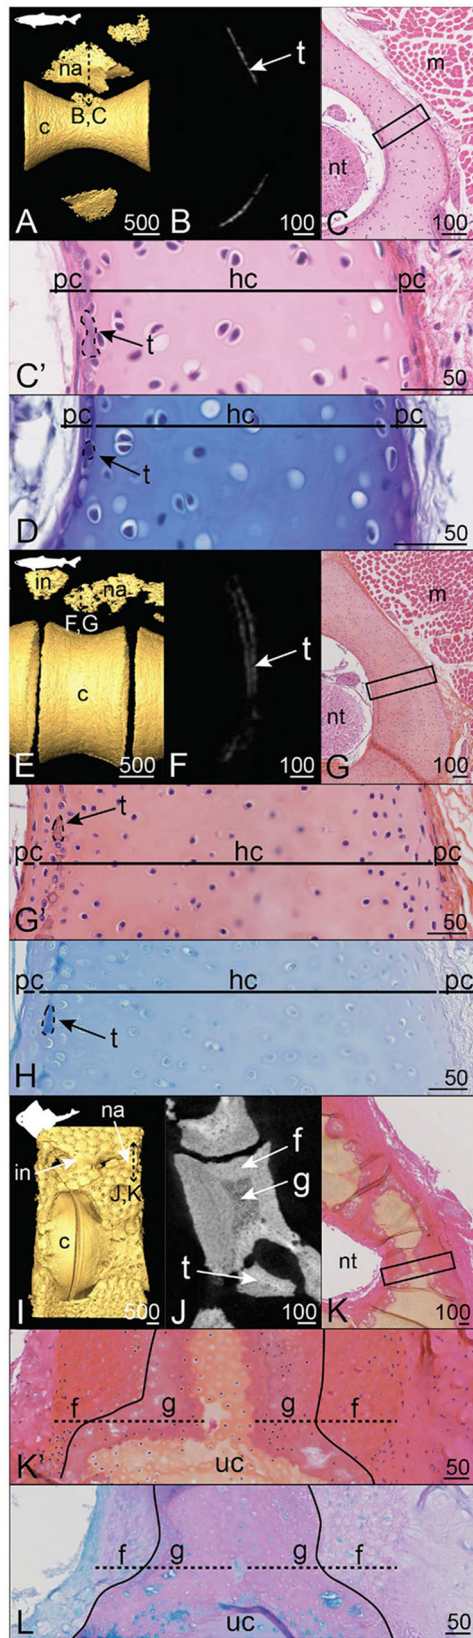 na
c
B,C
A
500
t
B
100
m
nt
C
100
pc
hc
pc
t
C'
50
pc
hc
pc
t
D
50
in
na
F,G
c
E
500
t
F
100
m
nt
G
100
t
pc
hc
pc
G'
50
pc
hc
pc
t
H
50
na
in
J,K
c
I
500
f
g
t
J
100
nt
K
100
f
g
g
f
uc
K'
50
f
g
g
f
uc
L
50